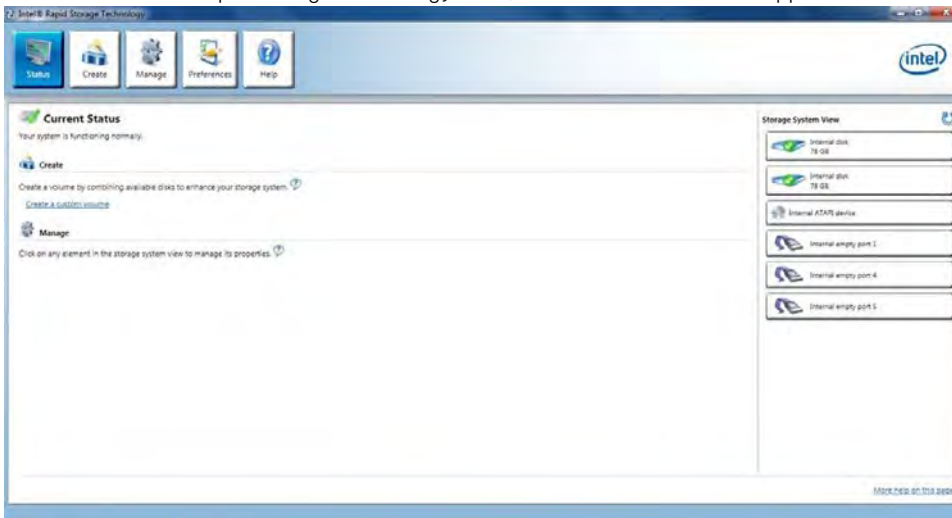 Intel® Rapid Storage Technology
Status
Create
Manage
Preferences
Help
intel
Current Status
Your system is functioning normally.
Create
Create a volume by combining available disks to enhance your storage system.
Create a custom volume
Manage
Click on any element in the storage system view to manage its properties.
Storage System View
Internal disk
78 GB
Internal disk
78 GB
Internal ATAPI device
Internal empty port 1
Internal empty port 4
Internal empty port 5
More help on this page